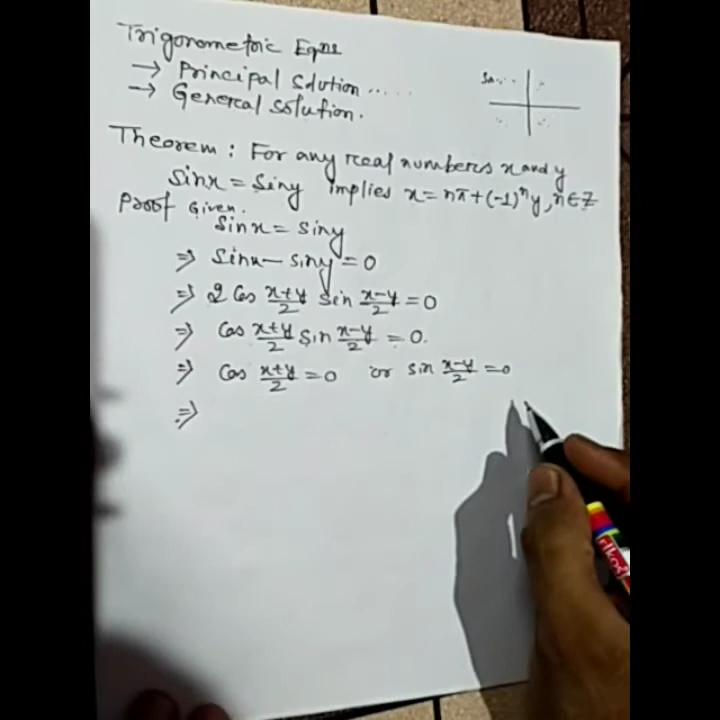 Trigonometric Eqns
→ Principal Solution .....
→ General Solution.
Theorem: For any real numbers x and y
Sinx = Siny implies x = nπ+(-1)ⁿy, n∈Z
Proof Given.
Sinx = Siny
⇒ Sinx - siny = 0
⇒ 2 Cos x+y/2 Sin x-y/2 = 0
⇒ Cos x+y/2 Sin x-y/2 = 0.
⇒ Cos x+y/2 = 0 or sin x-y/2 = 0
⇒